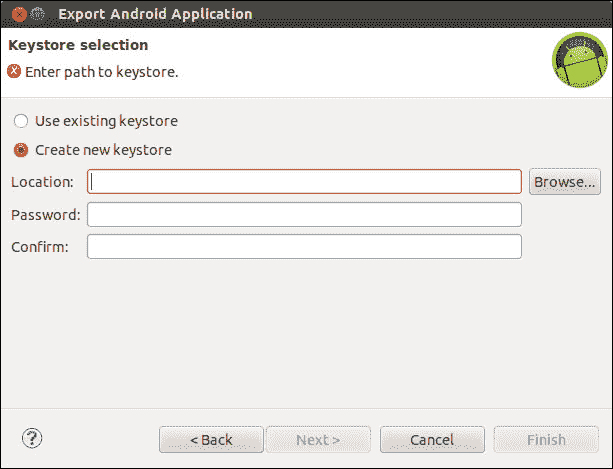 Export Android Application
Keystore selection
Enter path to keystore.
Use existing keystore
Create new keystore
Location: Browse...
Password:
Confirm:
? < Back Next > Cancel Finish